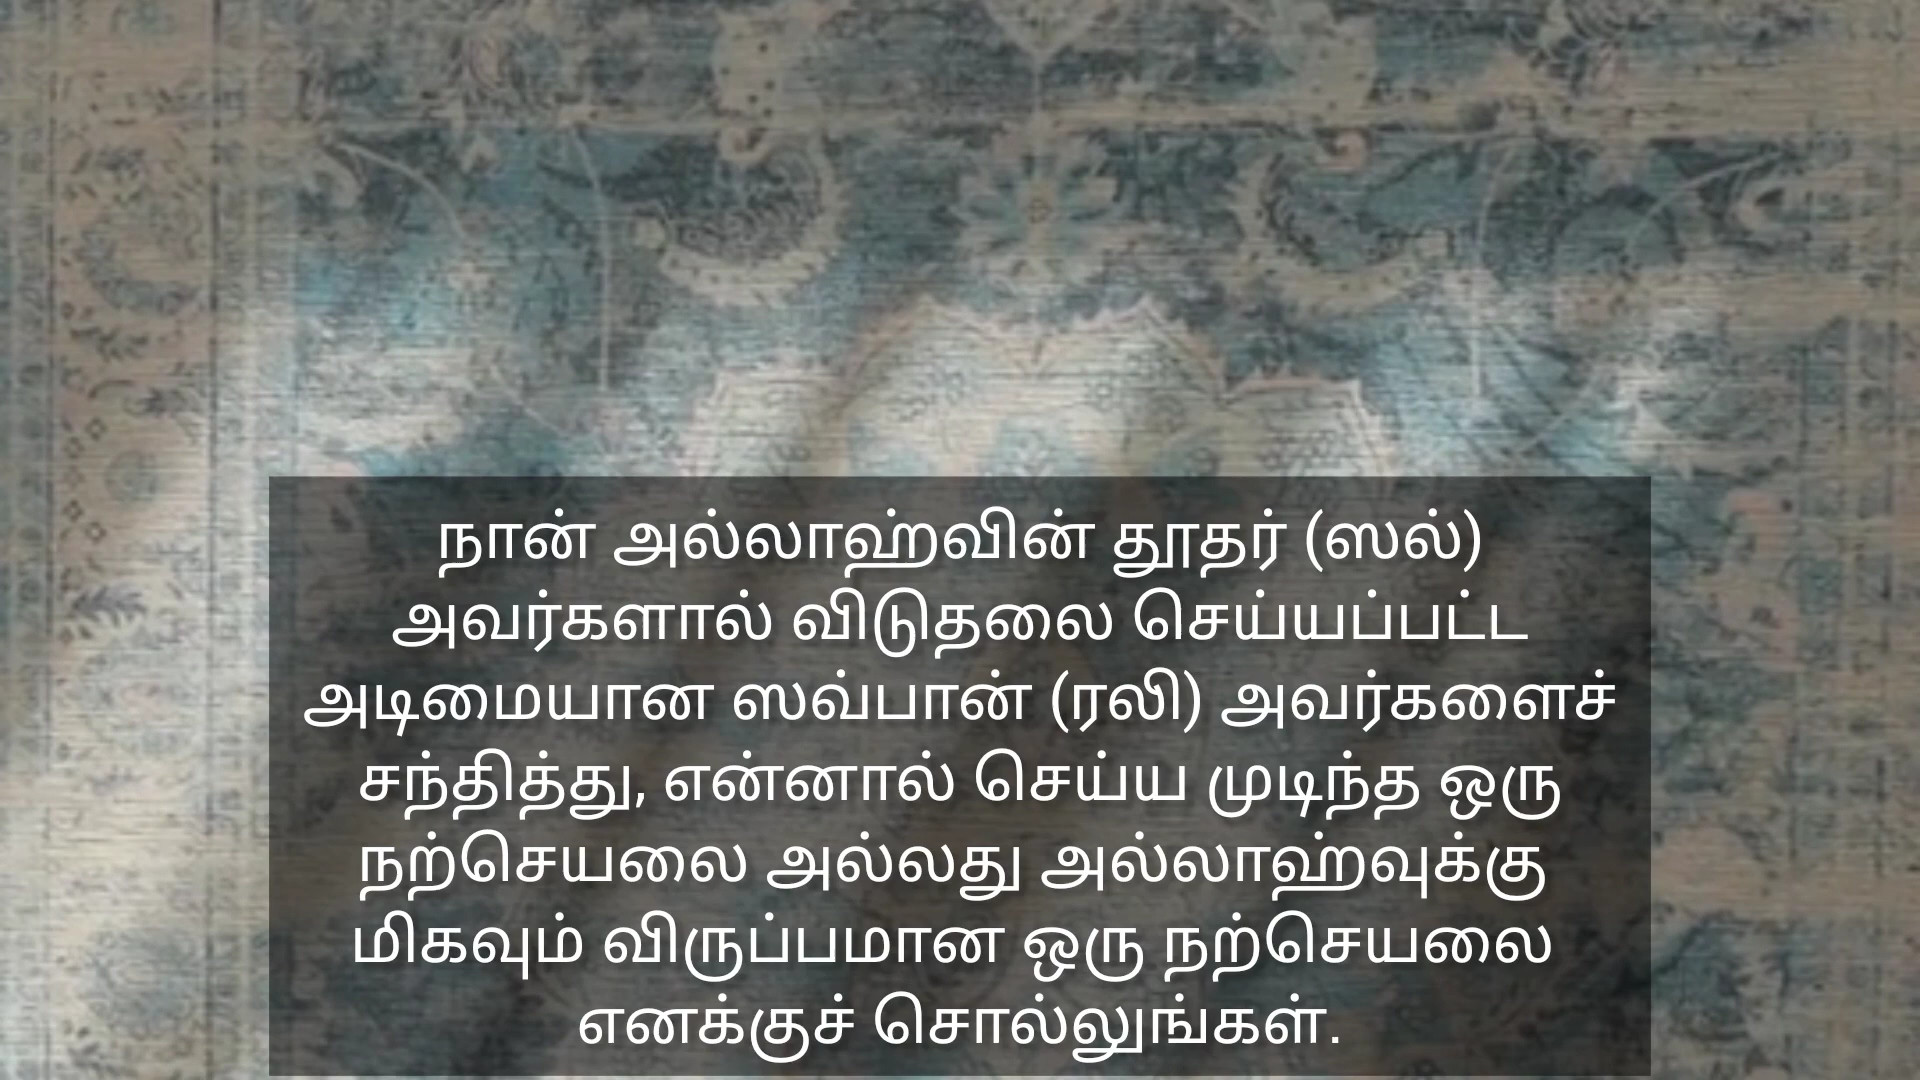 நான் அல்லாஹ்வின் தூதர் (ஸல்)
அவர்களால் விடுதலை செய்யப்பட்ட
அடிமையான ஸவ்பான் (ரலி) அவர்களைச்
சந்தித்து, என்னால் செய்ய முடிந்த ஒரு
நற்செயலை அல்லது அல்லாஹ்வுக்கு
மிகவும் விருப்பமான ஒரு நற்செயலை
எனக்குச் சொல்லுங்கள்.